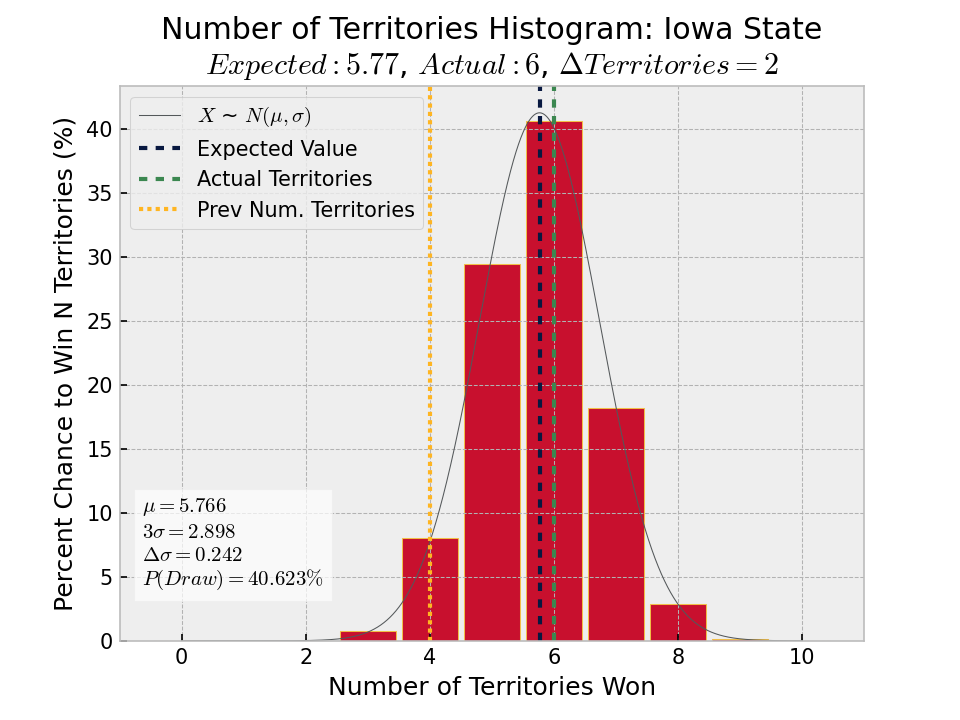 Number of Territories Histogram: Iowa State
Expected : 5.77, Actual : 6, ΔTerritories = 2
Percent Chance to Win N Territories (%)
40
35
30
25
20
15
10
5
0
X ∼ N(μ, σ)
Expected Value
Actual Territories
Prev Num. Territories
μ = 5.766
3σ = 2.898
Δσ = 0.242
P(Draw) = 40.623%
0 2 4 6 8 10
Number of Territories Won